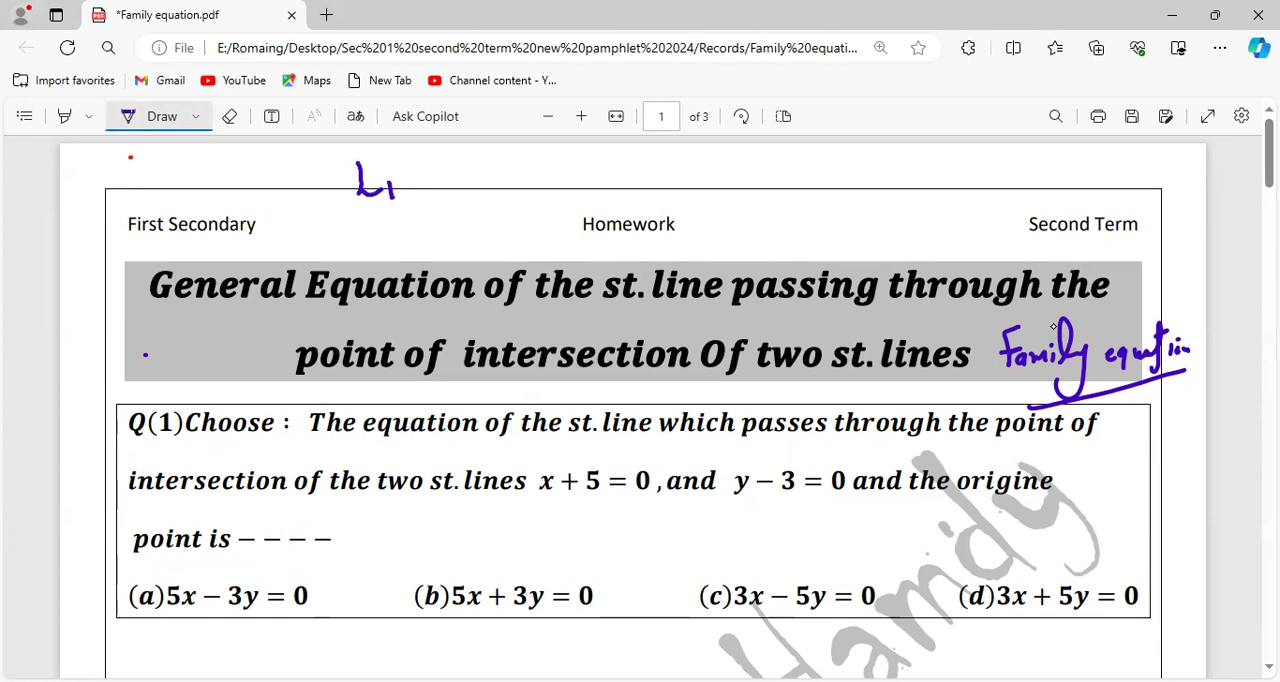 *Family equation.pdf
File E:/Romaing/Desktop/Sec%201%20second%20term%20new%20pamphlet%202024/Records/Family%20equati...
Import favorites Gmail YouTube Maps New Tab Channel content - Y...
Draw Ask Copilot 1 of 3
L1
First Secondary Homework Second Term
General Equation of the st. line passing through the
point of intersection Of two st. lines Family equation
Q(1)Choose : The equation of the st. line which passes through the point of
intersection of the two st. lines x + 5 = 0 , and y − 3 = 0 and the origine
point is − − − −
(a)5x − 3y = 0 (b)5x + 3y = 0 (c)3x − 5y = 0 (d)3x + 5y = 0
Hamidy